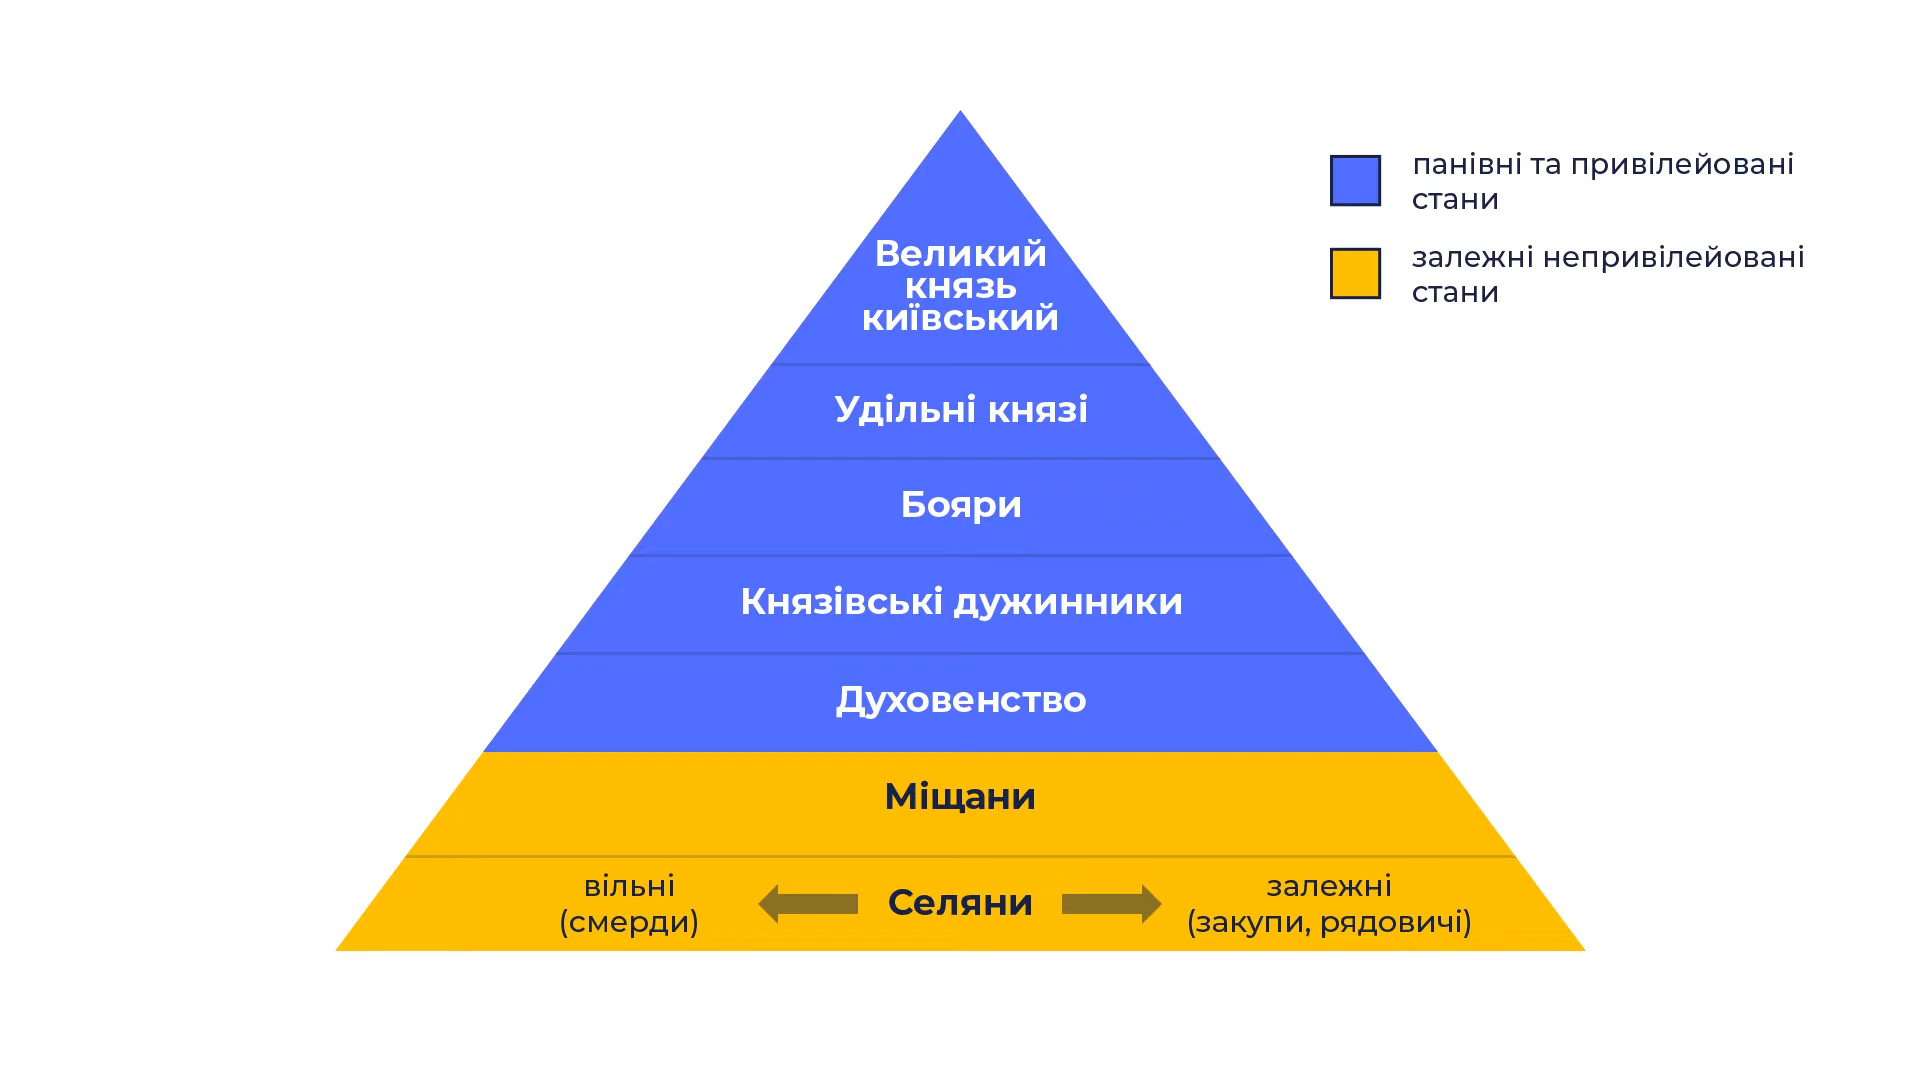 Великий
князь
київський
Удільні князі
Бояри
Князівські дужинники
Духовенство
Міщани
вільні
(смерди)
Селяни
залежні
(закупи, рядовичі)
панівні та привілейовані
стани
залежні непривілейовані
стани